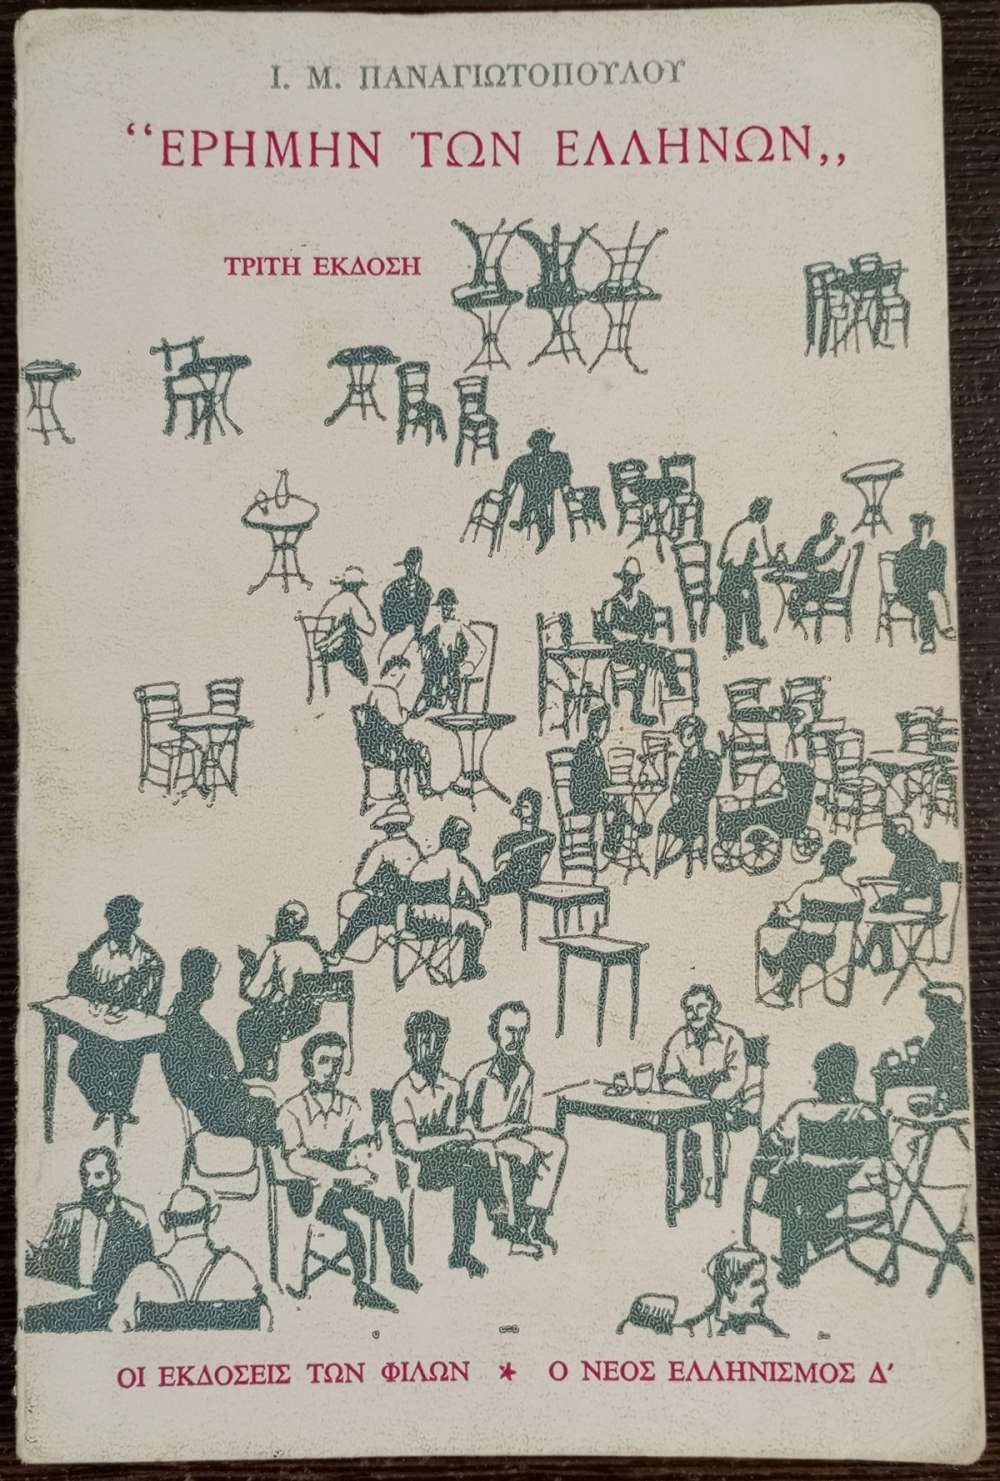 Ι. Μ. ΠΑΝΑΓΙΩΤΟΠΟΥΛΟΥ
“ΕΡΗΜΗΝ ΤΩΝ ΕΛΛΗΝΩΝ,,
ΤΡΙΤΗ ΕΚΔΟΣΗ
ΟΙ ΕΚΔΟΣΕΙΣ ΤΩΝ ΦΙΛΩΝ * Ο ΝΕΟΣ ΕΛΛΗΝΙΣΜΟΣ Δ'